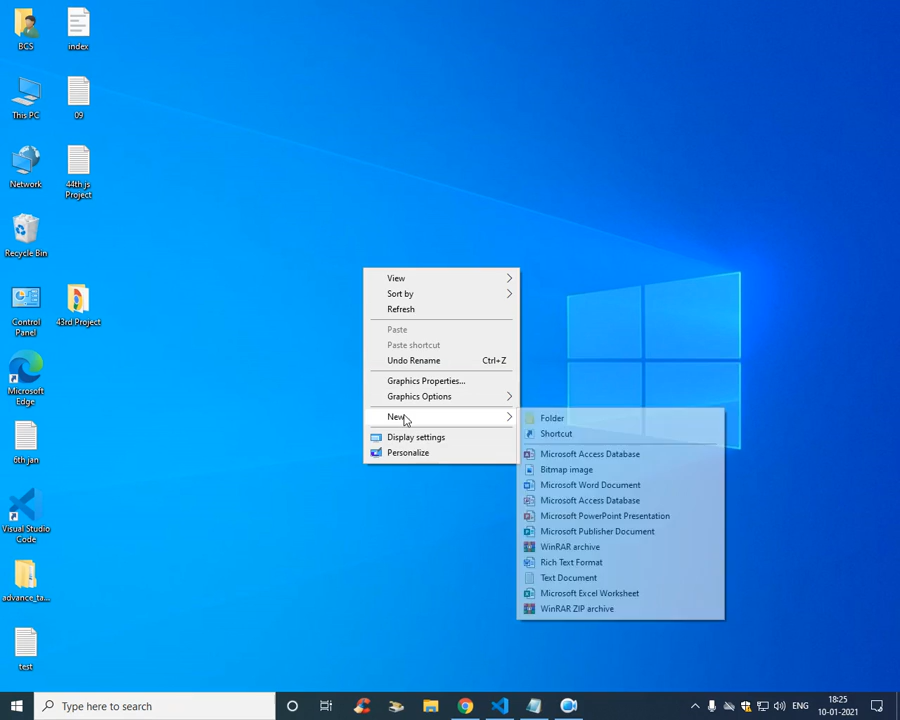 BCS
index
This PC
09
Network
44th js
Project
Recycle Bin
Control
Panel
43rd Project
Microsoft
Edge
6th jan
Visual Studio
Code
advance_ta...
test
View
Sort by
Refresh
Paste
Paste shortcut
Undo Rename Ctrl+Z
Graphics Properties...
Graphics Options
New
Display settings
Personalize
Folder
Shortcut
Microsoft Access Database
Bitmap image
Microsoft Word Document
Microsoft Access Database
Microsoft PowerPoint Presentation
Microsoft Publisher Document
WinRAR archive
Rich Text Format
Text Document
Microsoft Excel Worksheet
WinRAR ZIP archive
Type here to search
ENG
18:25
10-01-2021